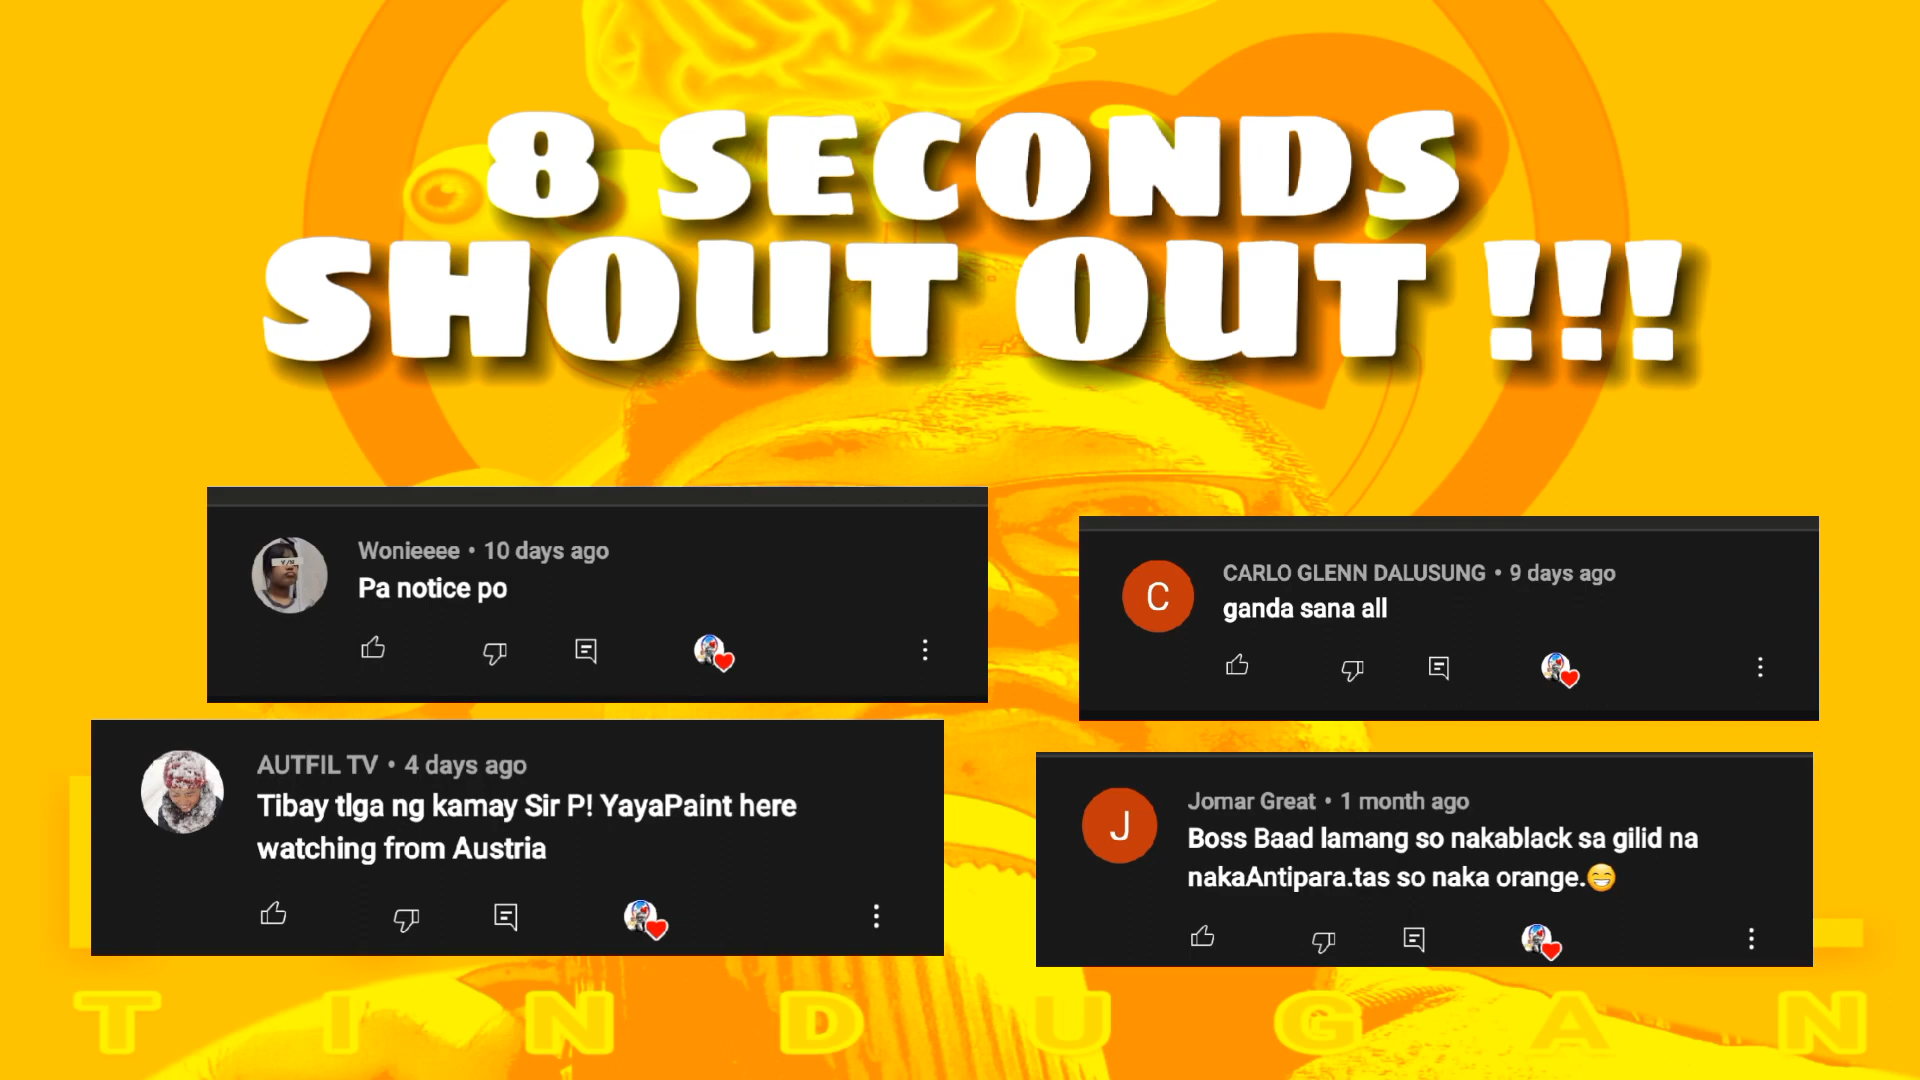 8 SECONDS
SHOUT OUT !!!
Wonieeee • 10 days ago
Pa notice po
CARLO GLENN DALUSUNG • 9 days ago
C
ganda sana all
AUTFIL TV • 4 days ago
Tibay tlga ng kamay Sir P! YayaPaint here
watching from Austria
Jomar Great • 1 month ago
J
Boss Baad lamang so nakablack sa gilid na
nakaAntipara.tas so naka orange.😁
TINDUGAN